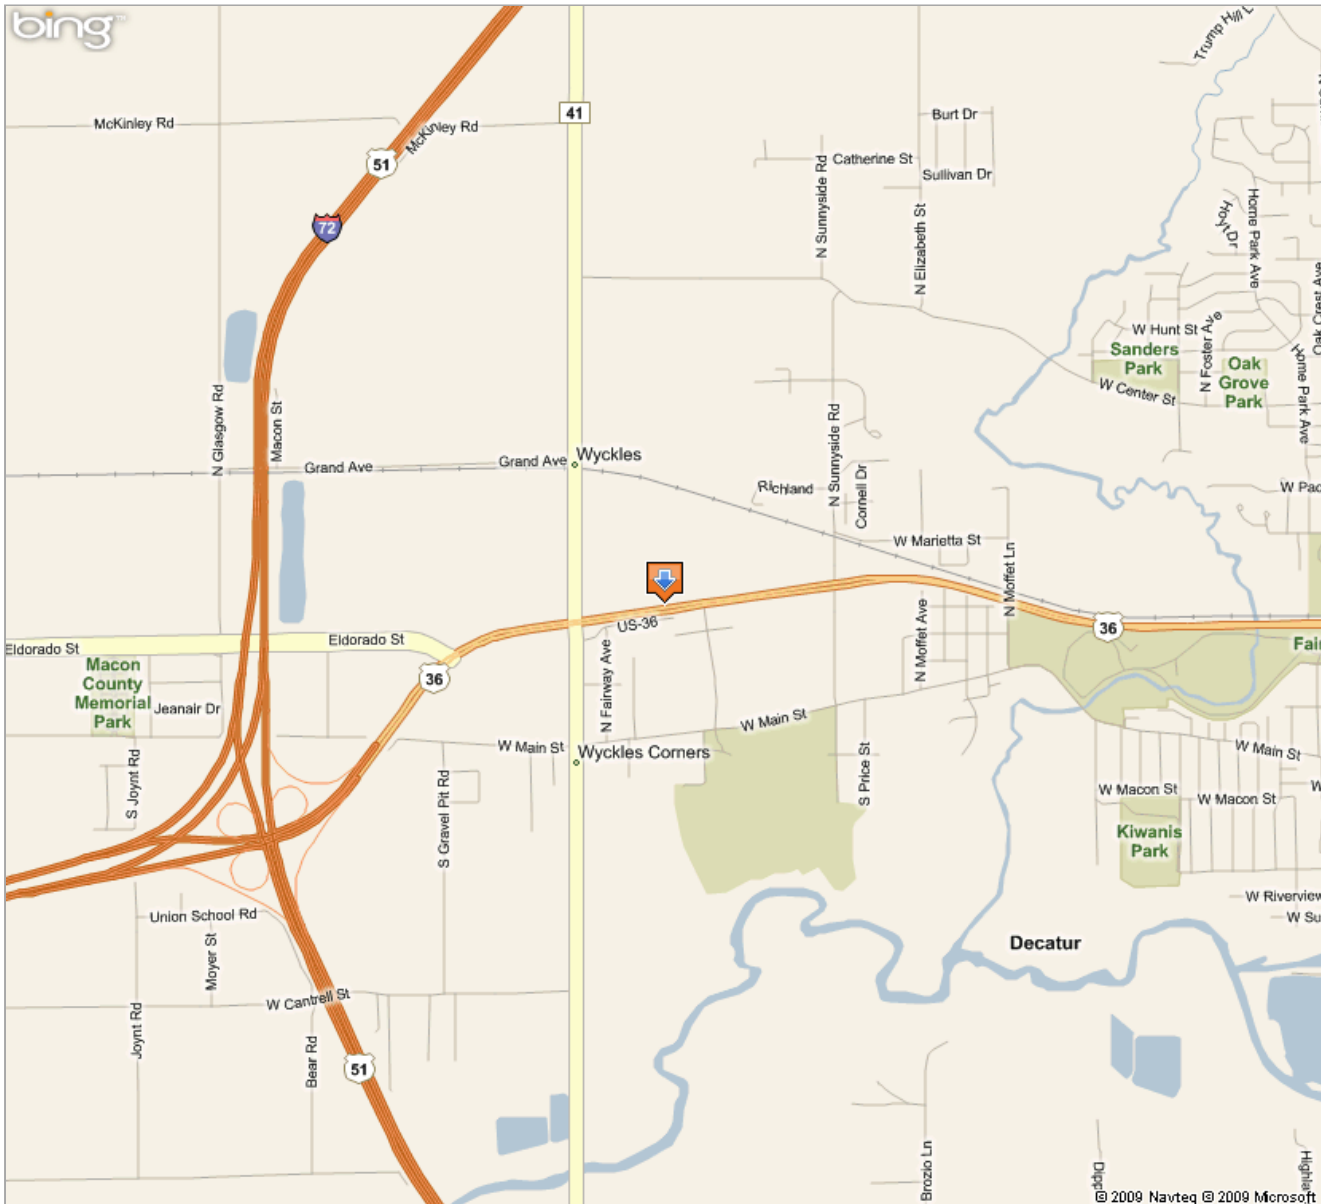 bing
Trump Hill L
41
McKinley Rd
McKinley Rd
Burt Dr
51
Catherine St
Sullivan Dr
N Sunnyside Rd
72
N Elizabeth St
Hoyt Dr
Home Park Ave
Oak Crest Ave
W Hunt St
N Foster Ave
Sanders
Park
Oak
Grove
Park
Home Park Ave
W Center St
N Glasgow Rd
Macon St
N Sunnyside Rd
Grand Ave
Grand Ave
Wyckles
Richland
Cornell Dr
W Pac
W Marietta St
N Moffet Ln
US-36
36
Eldorado St
Eldorado St
Fair
N Moffet Ave
Macon
County
Memorial
Park
36
Jeanair Dr
N Fairway Ave
W Main St
W Main St
Wyckles Corners
W Main St
S Joynt Rd
S Gravel Pit Rd
S Price St
W Macon St
W Macon St
W
Kiwanis
Park
Union School Rd
W Riverview
W Su
Moyer St
Decatur
W Cantrell St
Joynt Rd
Bear Rd
51
Brozio Ln
Dipp
Highla
© 2009 Navteq © 2009 Microsoft